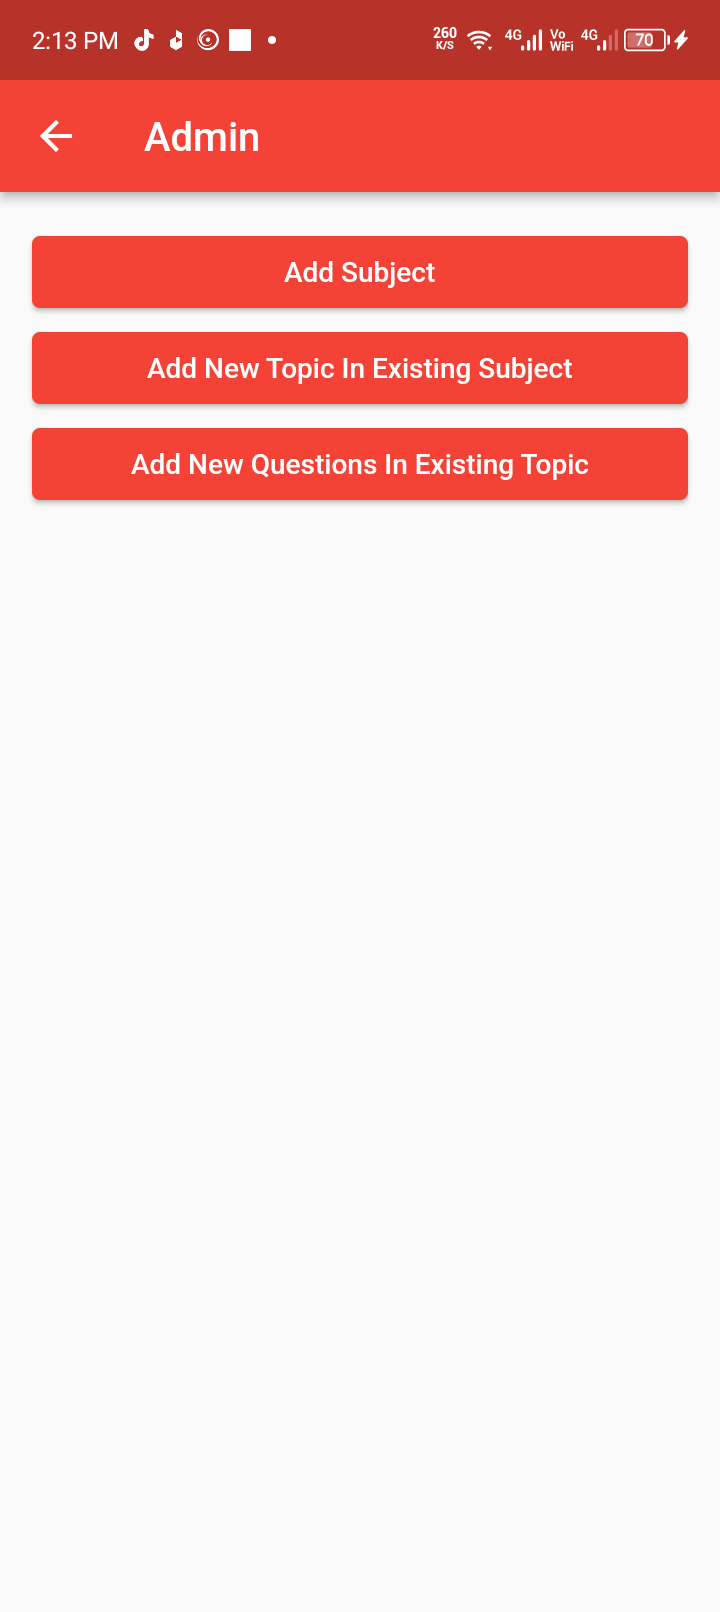 2:13 PM 260 K/S 4G Vo WiFi 4G 70
Admin
Add Subject
Add New Topic In Existing Subject
Add New Questions In Existing Topic